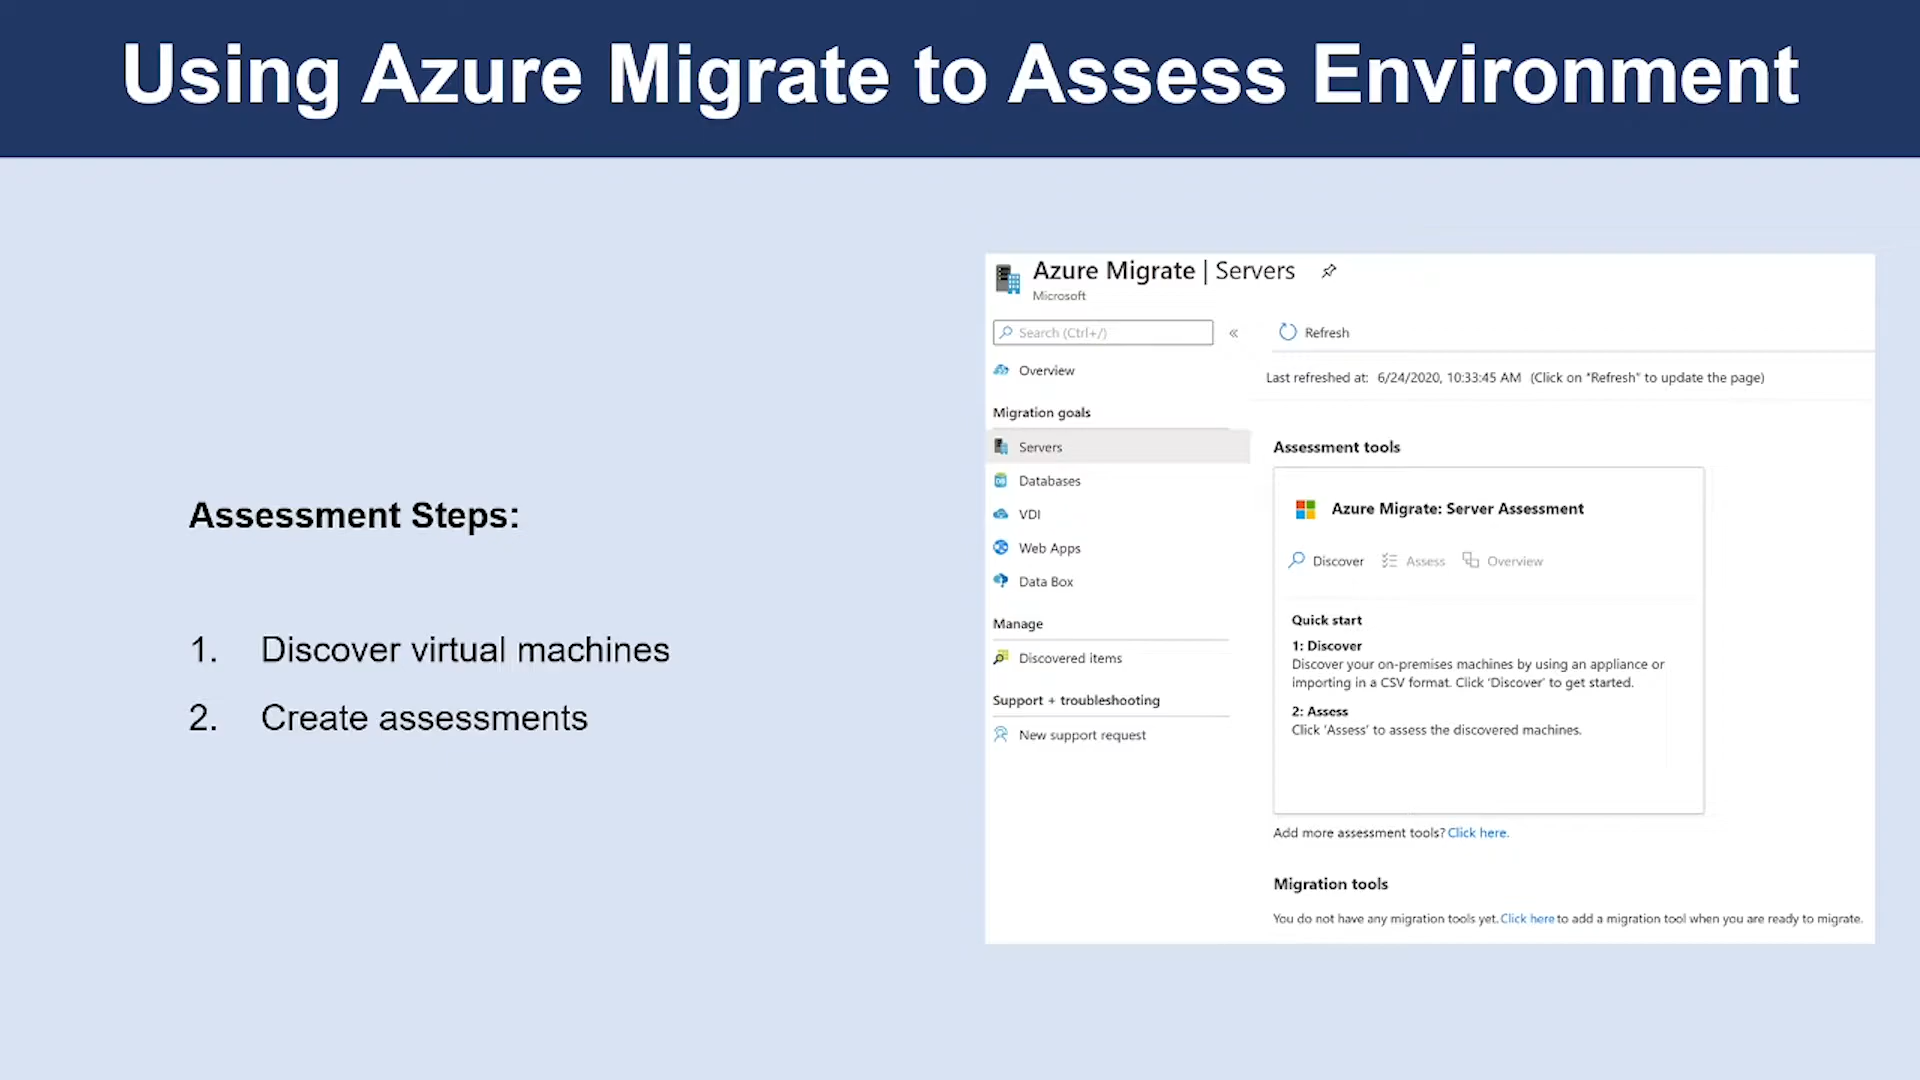 Using Azure Migrate to Assess Environment
Assessment Steps:
1. Discover virtual machines
2. Create assessments
Azure Migrate | Servers
Microsoft
Search (Ctrl+/)
«
Overview
Migration goals
Servers
Databases
VDI
Web Apps
Data Box
Manage
Discovered items
Support + troubleshooting
New support request
Refresh
Last refreshed at: 6/24/2020, 10:33:45 AM (Click on "Refresh" to update the page)
Assessment tools
Azure Migrate: Server Assessment
Discover Assess Overview
Quick start
1: Discover
Discover your on-premises machines by using an appliance or
importing in a CSV format. Click 'Discover' to get started.
2: Assess
Click 'Assess' to assess the discovered machines.
Add more assessment tools? Click here.
Migration tools
You do not have any migration tools yet. Click here to add a migration tool when you are ready to migrate.